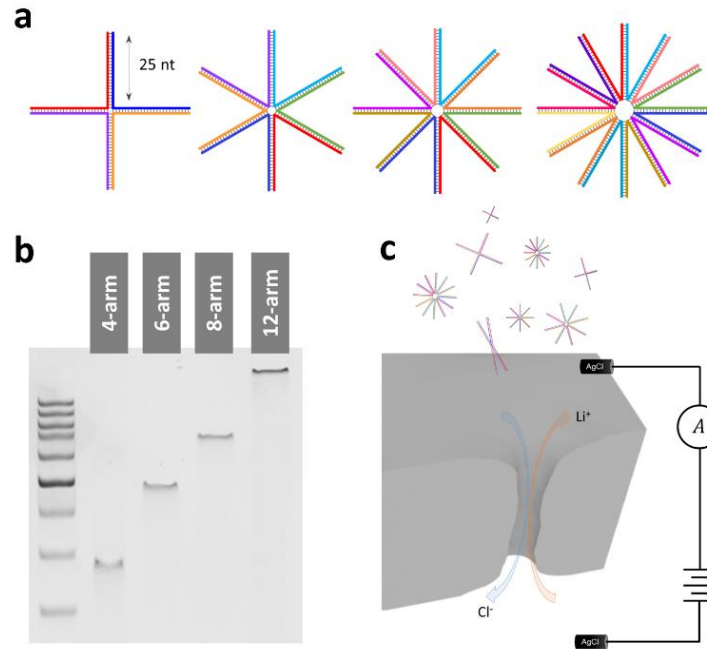 a
25 nt
b
4-arm
6-arm
8-arm
12-arm
c
AgCl
Li⁺
A
Cl⁻
AgCl